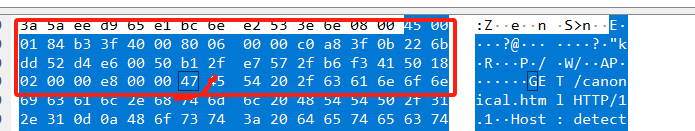 3a 5a ee d9 65 e1 bc 6e e2 53 3e 6e 08 00 45 00 :Z··e··n ·S>n··E·
01 84 b3 3f 40 00 80 06 00 00 c0 a8 3f 0b 22 6b ···?@··· ····?·"k
dd 52 d4 e6 00 50 b1 2f e7 57 2f b6 f3 41 50 18 ·R···P·/ ·W/··AP·
02 00 00 e8 00 00 47 45 54 20 2f 63 61 6e 6f 6e ······GE T /canon
69 63 61 6c 2e 68 74 6d 6c 20 48 54 54 50 2f 31 ical.htm l HTTP/1
2e 31 0d 0a 48 6f 73 74 3a 20 64 65 74 65 63 74 .1··Host : detect